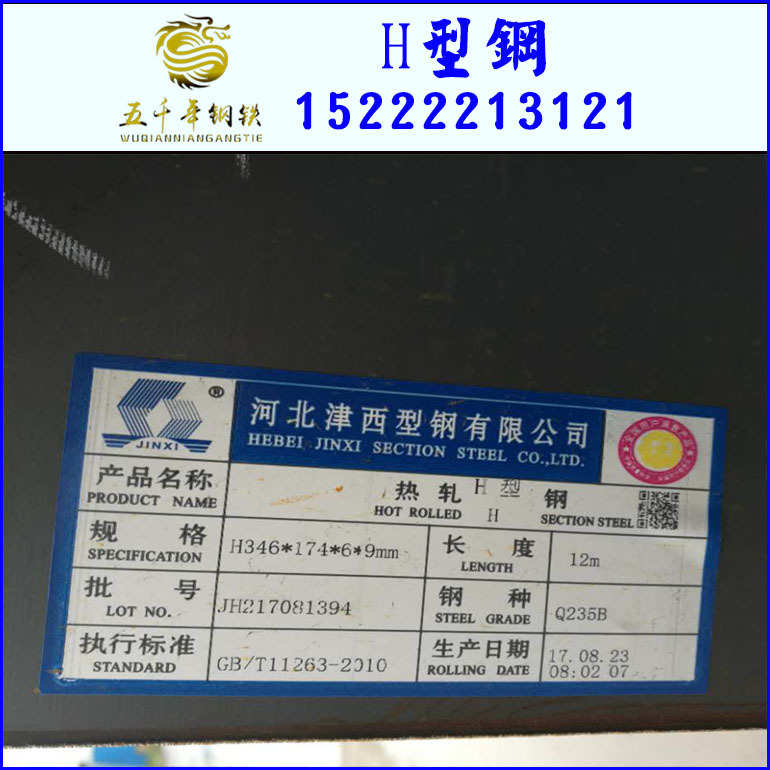 H型鋼
五千年钢铁
WUQIANNIANGANGTIE
15222213121
JINXI
®
河北津西型钢有限公司
HEBEI JINXI SECTION STEEL CO.,LTD.
产品名称
PRODUCT NAME
热轧 H 型 钢
HOT ROLLED H SECTION STEEL
规格
SPECIFICATION
H346*174*6*9mm
长度
LENGTH
12m
批号
LOT NO.
JH217081394
钢种
STEEL GRADE
Q235B
执行标准
STANDARD
GB/T11263-2010
生产日期
ROLLING DATE
17.08.23
08:02 07